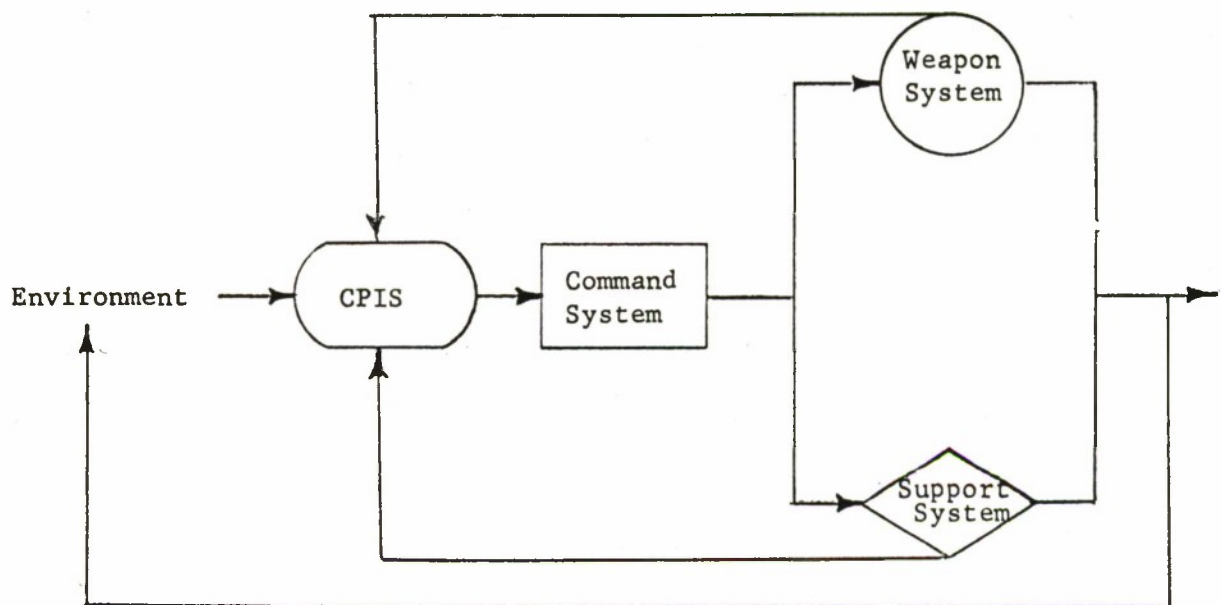 Weapon
System
Environment
CPIS
Command
System
Support
System